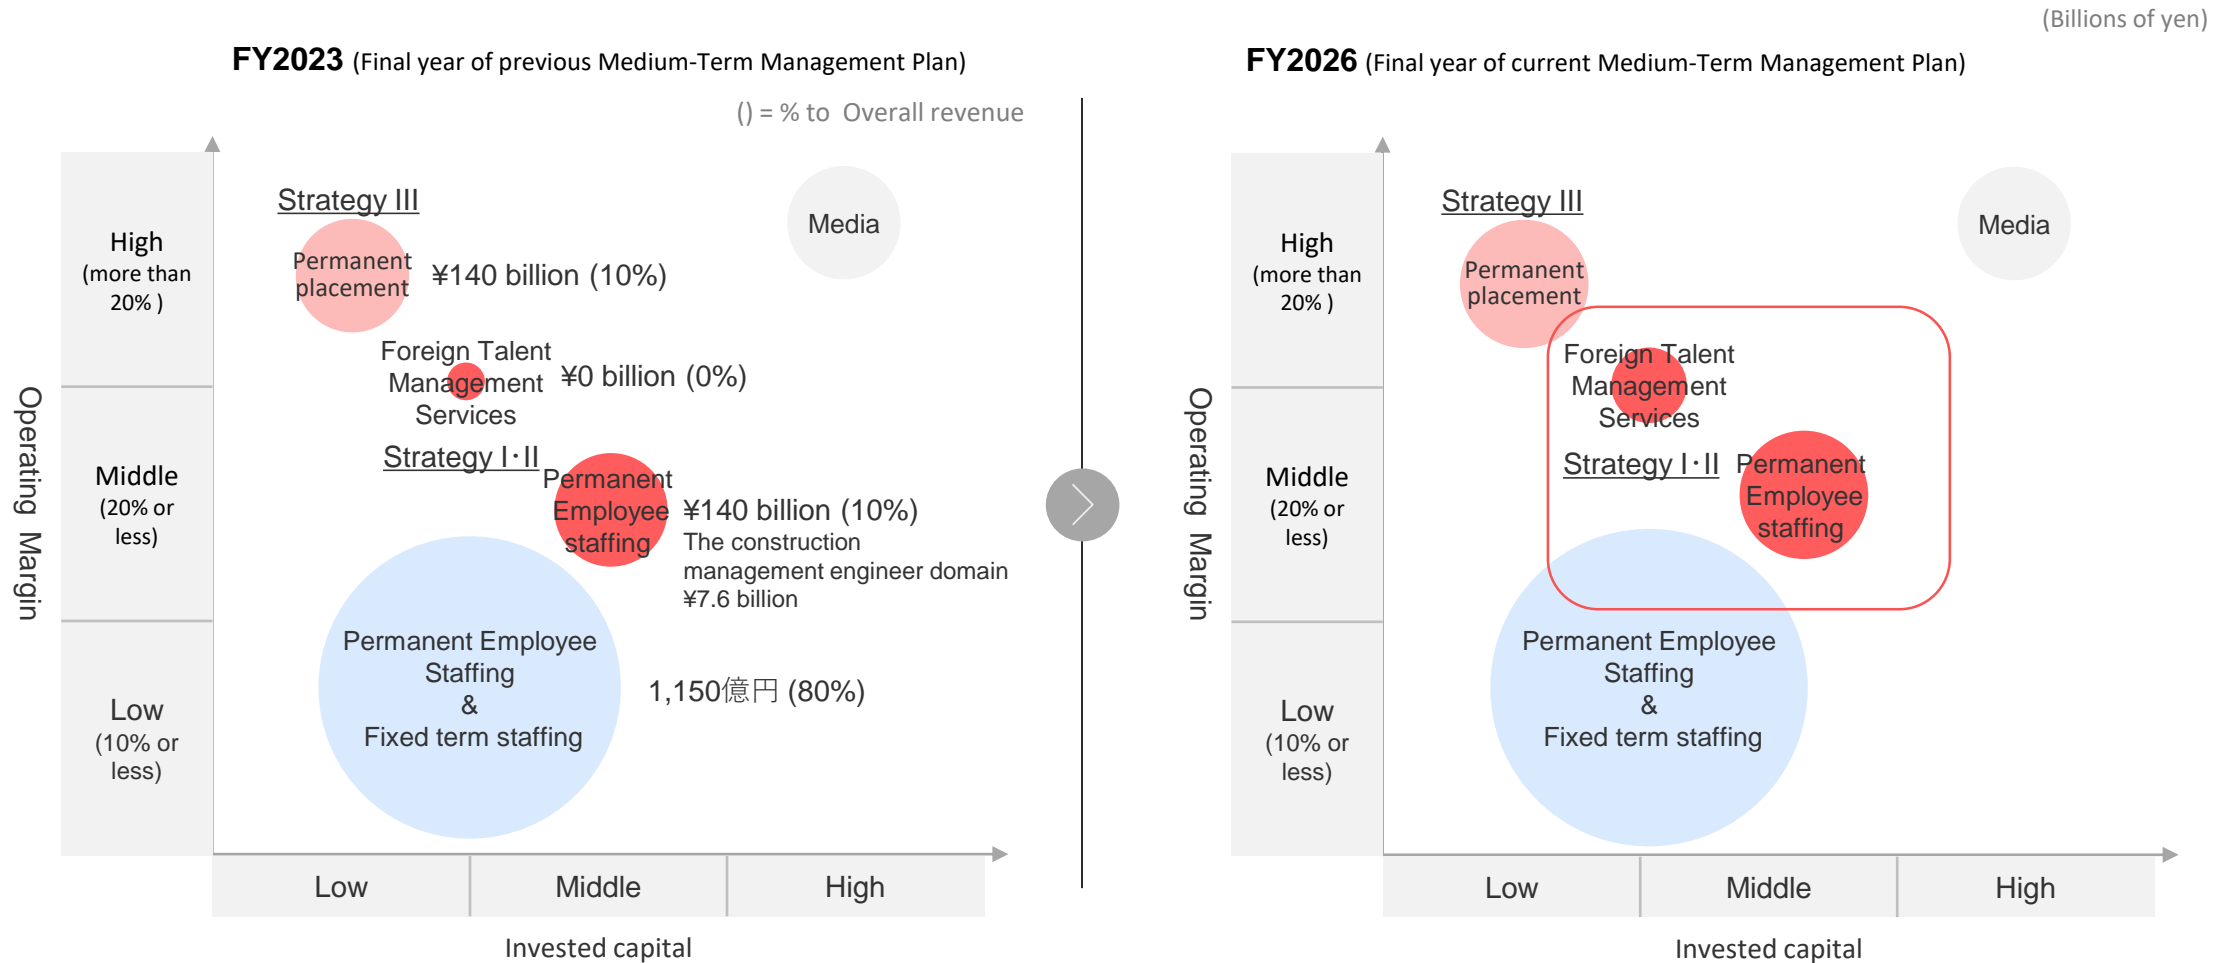 (Billions of yen)
FY2023 (Final year of previous Medium-Term Management Plan)
() = % to Overall revenue
Operating Margin
High
(more than
20% )
Middle
(20% or
less)
Low
(10% or
less)
Strategy III
Permanent
placement
¥140 billion (10%)
Media
Foreign Talent
Management
Services
¥0 billion (0%)
Strategy I・II
Permanent
Employee
staffing
¥140 billion (10%)
The construction
management engineer domain
¥7.6 billion
Permanent Employee
Staffing
&
Fixed term staffing
1,150億円 (80%)
Low
Middle
High
Invested capital
FY2026 (Final year of current Medium-Term Management Plan)
Operating Margin
High
(more than
20% )
Middle
(20% or
less)
Low
(10% or
less)
Strategy III
Permanent
placement
Media
Foreign Talent
Management
Services
Strategy I・II
Permanent
Employee
staffing
Permanent Employee
Staffing
&
Fixed term staffing
Low
Middle
High
Invested capital